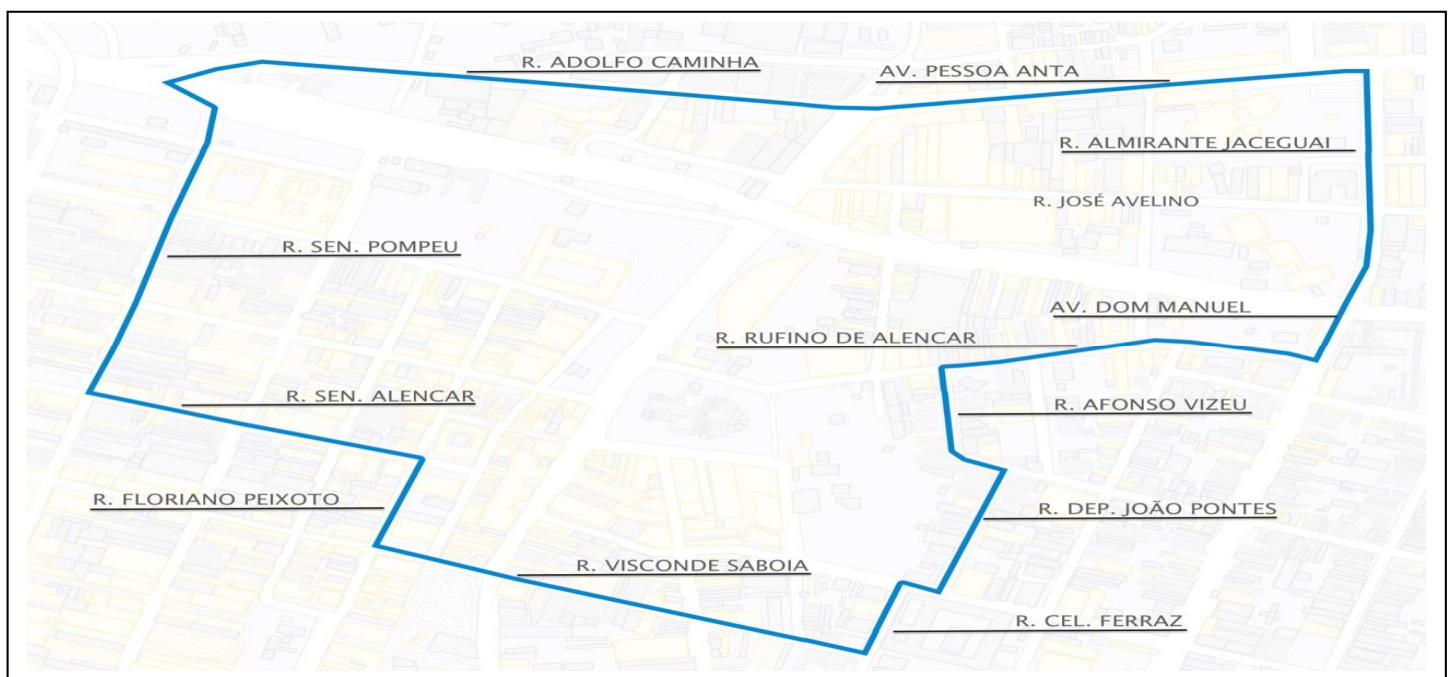 R. ADOLFO CAMINHA
AV. PESSOA ANTA
R. ALMIRANTE JACEGUAI
R. JOSÉ AVELINO
R. SEN. POMPEU
AV. DOM MANUEL
R. RUFINO DE ALENCAR
R. SEN. ALENCAR
R. AFONSO VIZEU
R. FLORIANO PEIXOTO
R. DEP. JOÃO PONTES
R. VISCONDE SABOIA
R. CEL. FERRAZ